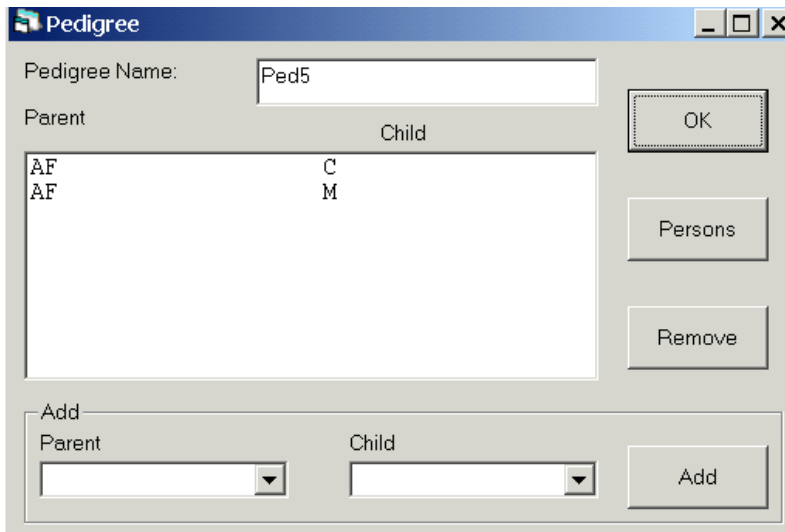 Pedigree
Pedigree Name: Ped5
OK
Parent Child
AF C
AF M
Persons
Remove
Add
Parent Child
Add